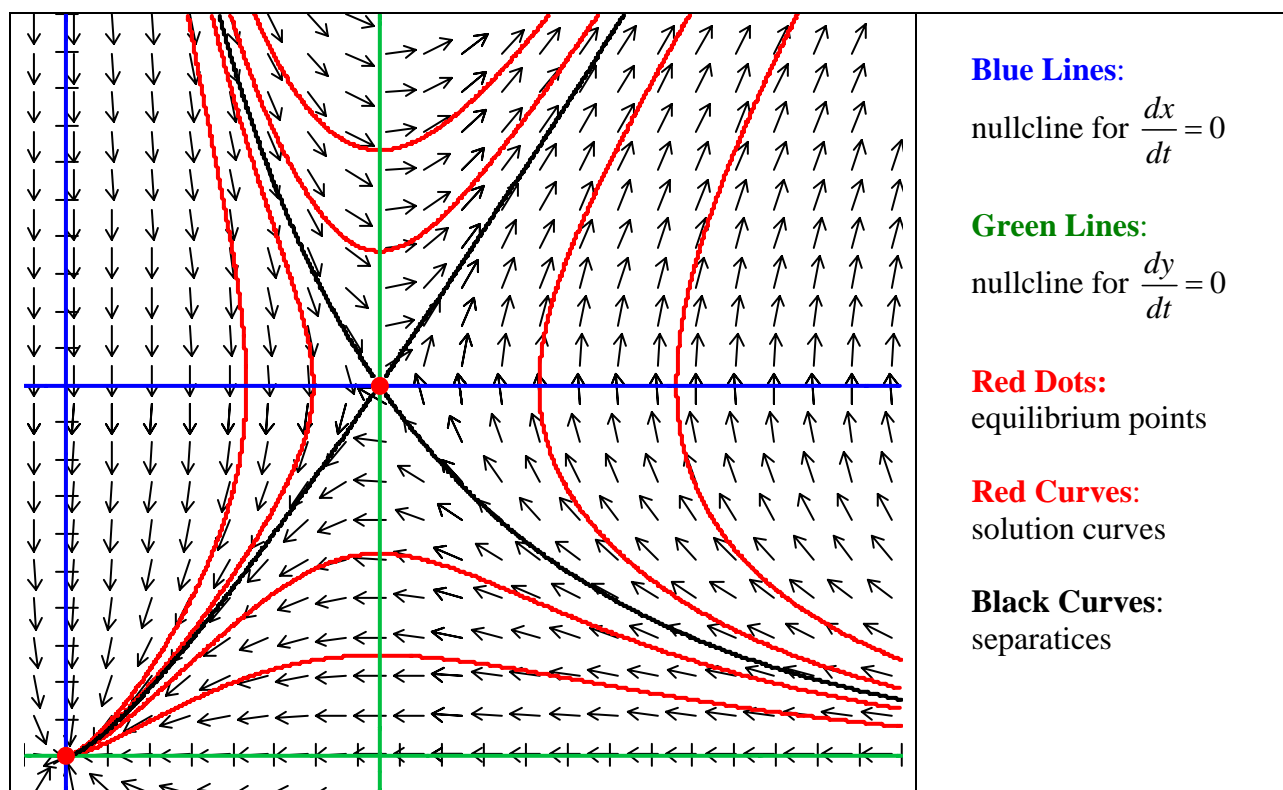 Blue Lines:
nullcline for dx/dt = 0
Green Lines:
nullcline for dy/dt = 0
Red Dots:
equilibrium points
Red Curves:
solution curves
Black Curves:
separatices